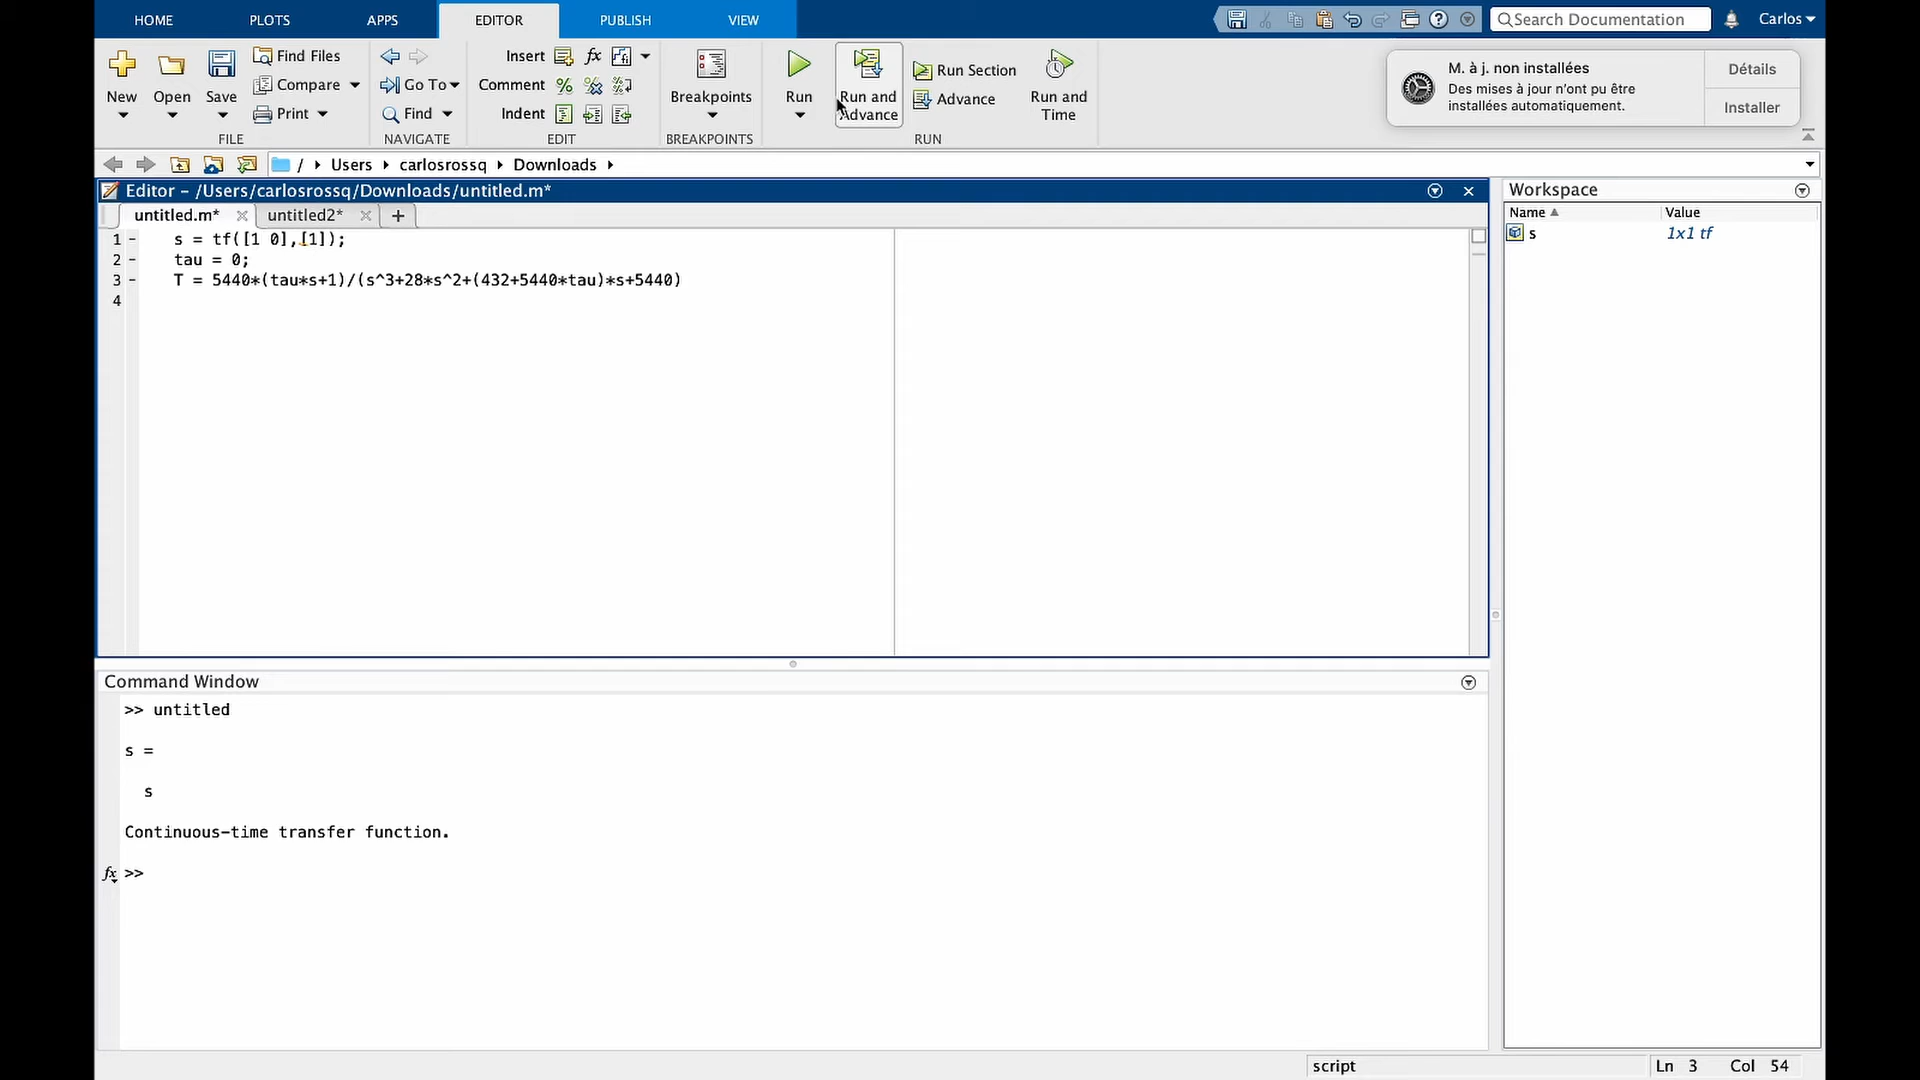 HOME PLOTS APPS EDITOR PUBLISH VIEW Search Documentation Carlos
New Open Save Find Files Compare Print
FILE
Go To Find
NAVIGATE
Insert fx
Comment % 
Indent
EDIT
Breakpoints
BREAKPOINTS
Run Run and Advance Run Section Advance Run and Time
RUN
M. à j. non installées
Des mises à jour n’ont pu être
installées automatiquement.
Détails
Installer
/ Users carlosrossq Downloads
Editor – /Users/carlosrossq/Downloads/untitled.m*
untitled.m* untitled2* +
1 – s = tf([1 0],[1]);
2 – tau = 0;
3 – T = 5440*(tau*s+1)/(s^3+28*s^2+(432+5440*tau)*s+5440)
4
Workspace
Name Value
s 1x1 tf
Command Window
>> untitled
s =
s
Continuous-time transfer function.
fx >>
script Ln 3 Col 54